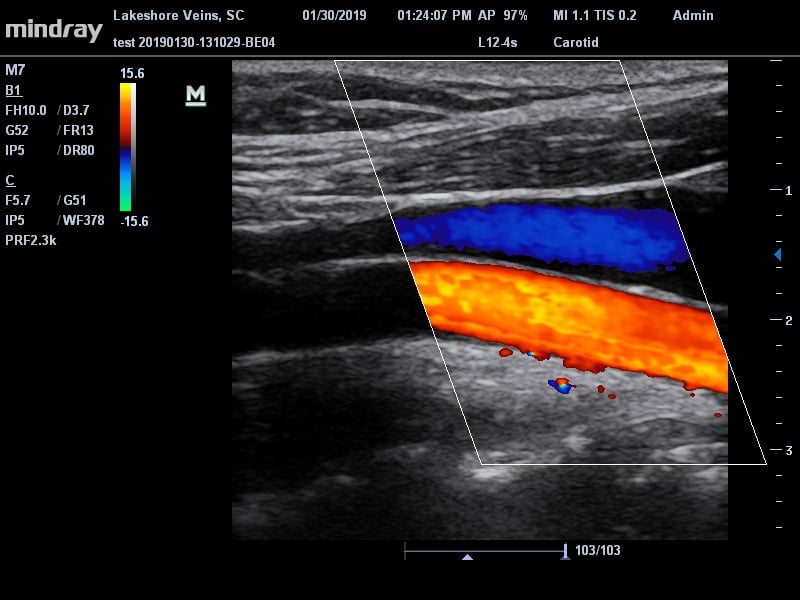 mindray
Lakeshore Veins, SC 01/30/2019 01:24:07 PM AP 97% MI 1.1 TIS 0.2 Admin
test 20190130-131029-BE04 L12-4s Carotid
M7
B1
FH10.0 / D3.7
G52 / FR13
IP5 / DR80
C
F5.7 / G51
IP5 / WF378
PRF2.3k
15.6
-15.6
M
1
2
3
103/103